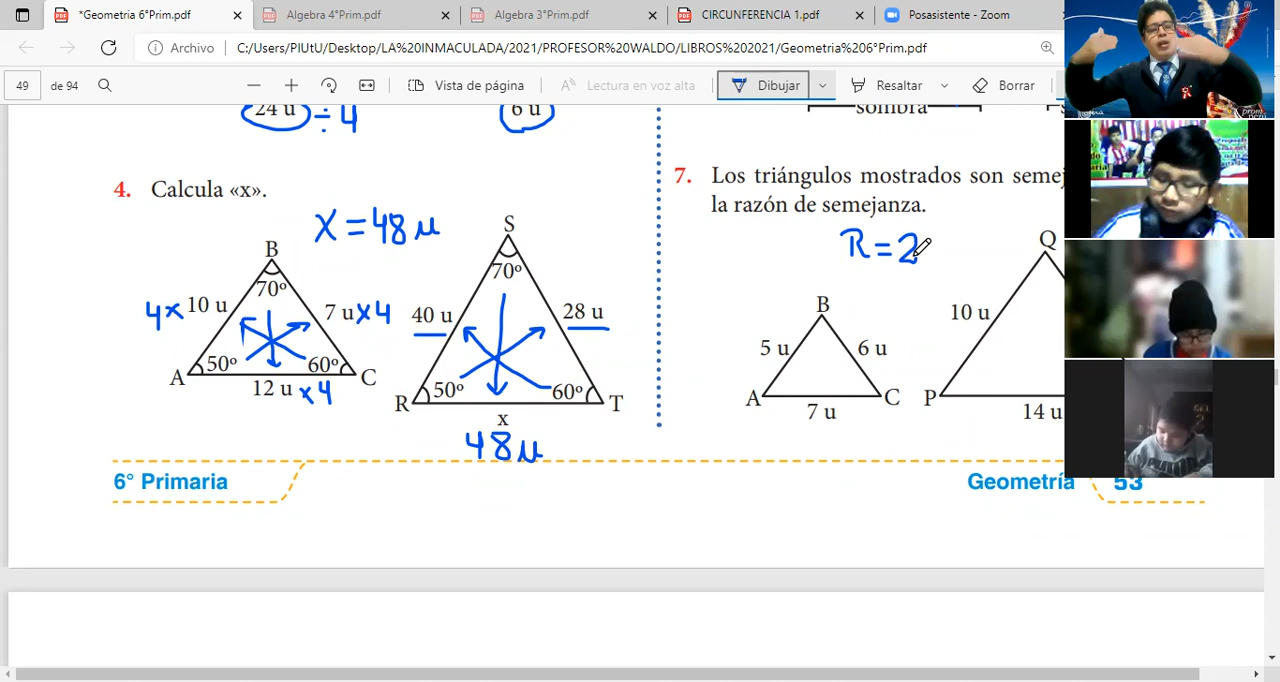 *Geometria 6°Prim.pdf
Algebra 4°Prim.pdf
Algebra 3°Prim.pdf
CIRCUNFERENCIA 1.pdf
Posasistente - Zoom
Archivo
C:/Users/PIUtU/Desktop/LA%20INMACULADA/2021/PROFESOR%20WALDO/LIBROS%202021/Geometria%206°Prim.pdf
49 de 94
Vista de página
Lectura en voz alta
Dibujar
Resaltar
Borrar
24 u ÷ 4
6 u
sombra
4. Calcula «x».
X = 48 u
B
70°
4x 10 u
7 u x4
50°
60°
A
C
12 u x4
S
70°
40 u
28 u
50°
60°
R
T
x
48 u
7. Los triángulos mostrados son semej
la razón de semejanza.
R = 2
B
5 u
6 u
A
C
7 u
Q
10 u
P
14 u
6° Primaria
Geometría
53